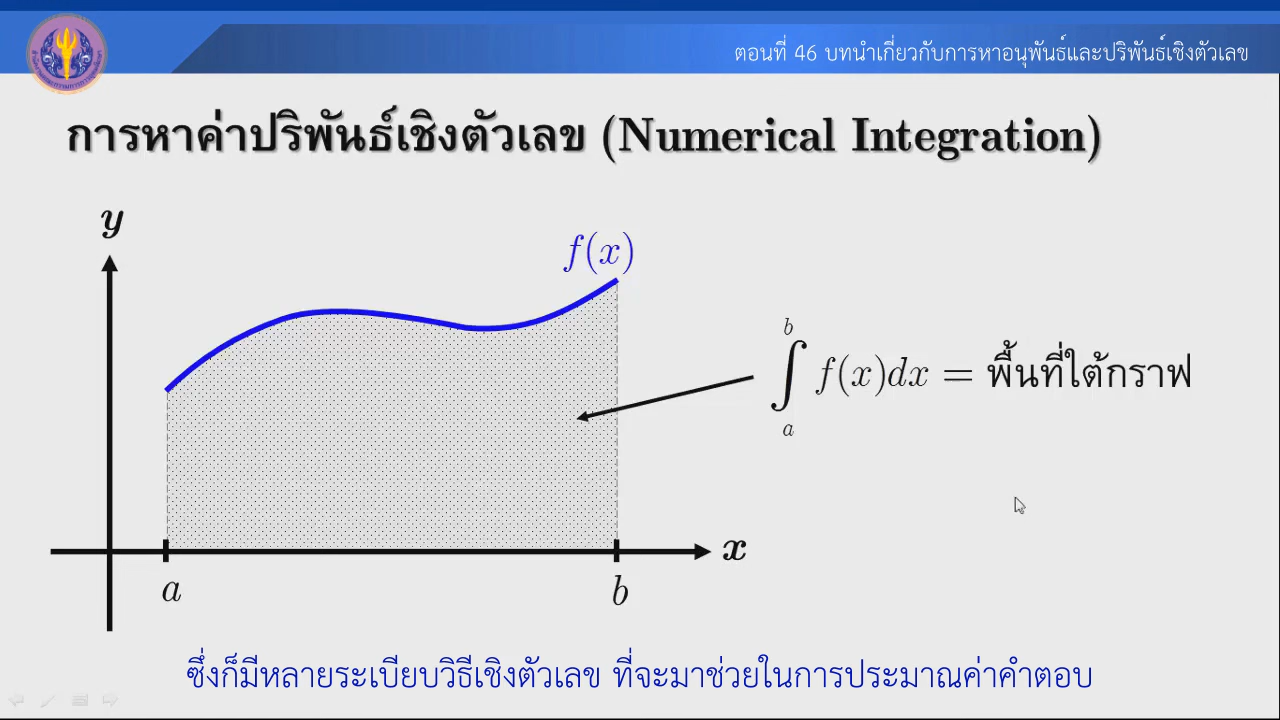 ตอนที่ 46 บทนำเกี่ยวกับการหาอนุพันธ์และปริพันธ์เชิงตัวเลข
การหาค่าปริพันธ์เชิงตัวเลข (Numerical Integration)
y
f(x)
b
∫ f(x)dx = พื้นที่ใต้กราฟ
a
x
a
b
ซึ่งก็มีหลายระเบียบวิธีเชิงตัวเลข ที่จะมาช่วยในการประมาณค่าคำตอบ